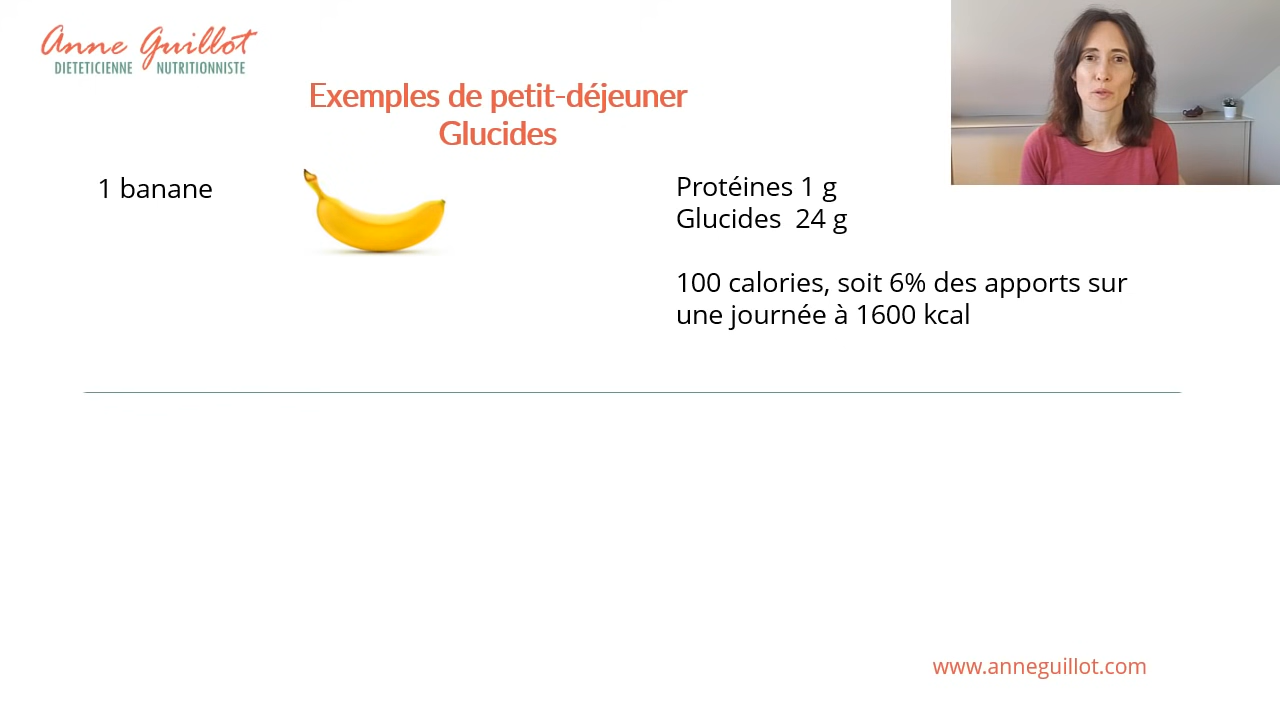 Anne Guillot
DIETETICIENNE NUTRITIONNISTE
Exemples de petit-déjeuner
Glucides
1 banane
Protéines 1 g
Glucides 24 g
100 calories, soit 6% des apports sur
une journée à 1600 kcal
www.anneguillot.com